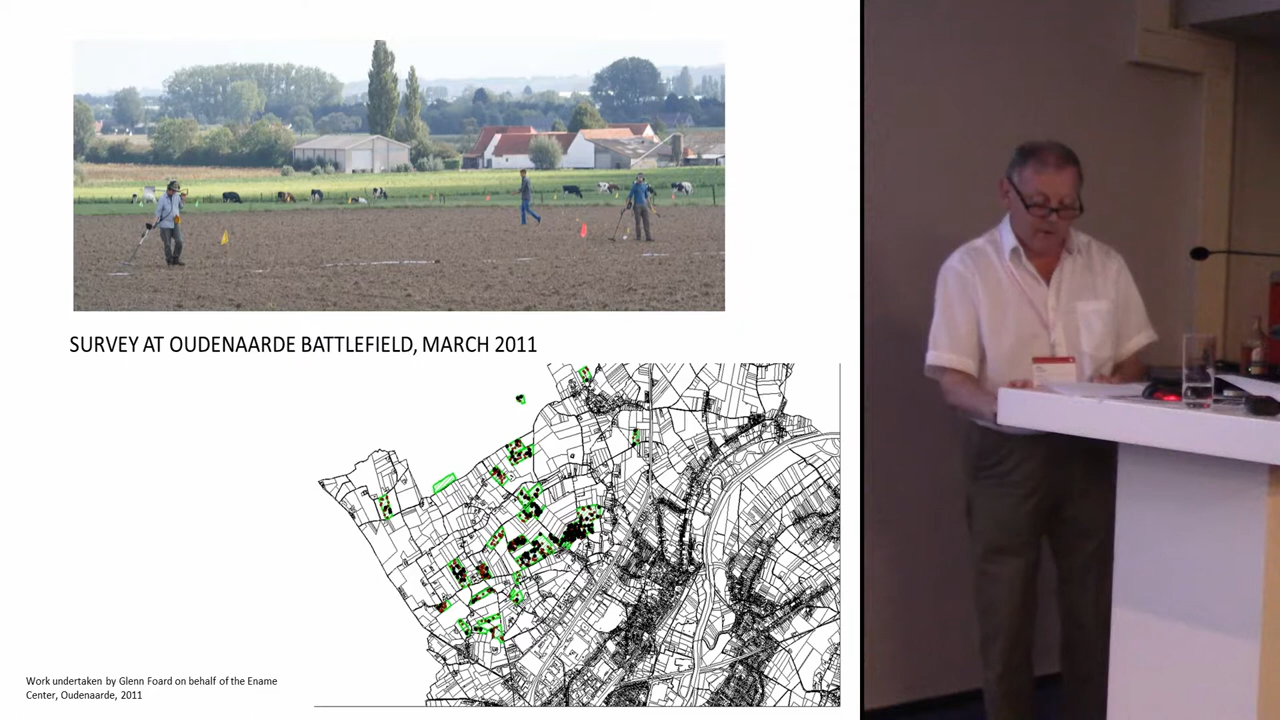 SURVEY AT OUDENAARDE BATTLEFIELD, MARCH 2011
Work undertaken by Glenn Foard on behalf of the Ename
Center, Oudenaarde, 2011